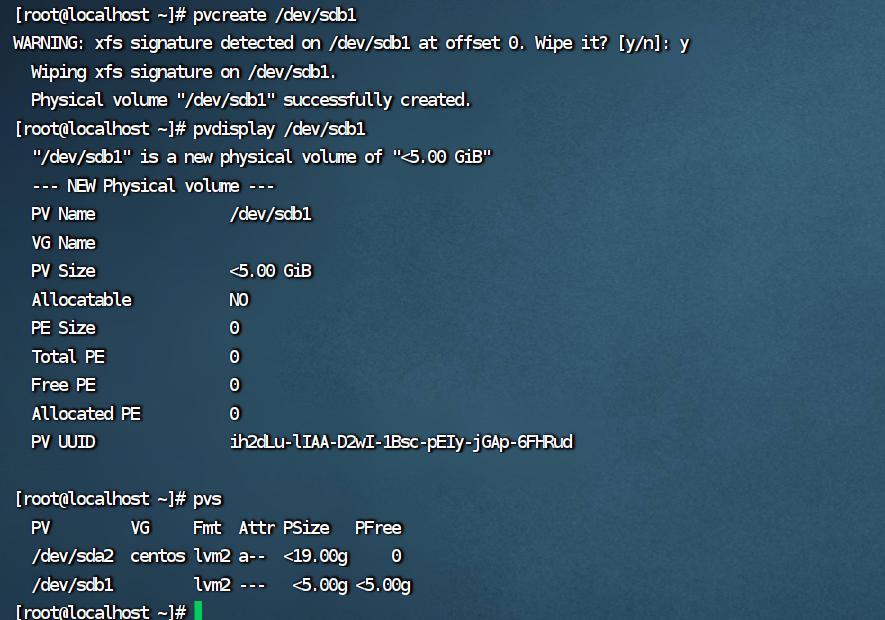 [root@localhost ~]# pvcreate /dev/sdb1
WARNING: xfs signature detected on /dev/sdb1 at offset 0. Wipe it? [y/n]: y
  Wiping xfs signature on /dev/sdb1.
  Physical volume "/dev/sdb1" successfully created.
[root@localhost ~]# pvdisplay /dev/sdb1
  "/dev/sdb1" is a new physical volume of "<5.00 GiB"
  --- NEW Physical volume ---
  PV Name               /dev/sdb1
  VG Name
  PV Size               <5.00 GiB
  Allocatable           NO
  PE Size               0
  Total PE              0
  Free PE               0
  Allocated PE          0
  PV UUID               ih2dLu-lIAA-D2wI-1Bsc-pEIy-jGAp-6FHRud
[root@localhost ~]# pvs
  PV         VG     Fmt  Attr PSize   PFree
  /dev/sda2  centos lvm2 a--  <19.00g     0
  /dev/sdb1         lvm2 ---   <5.00g <5.00g
[root@localhost ~]#